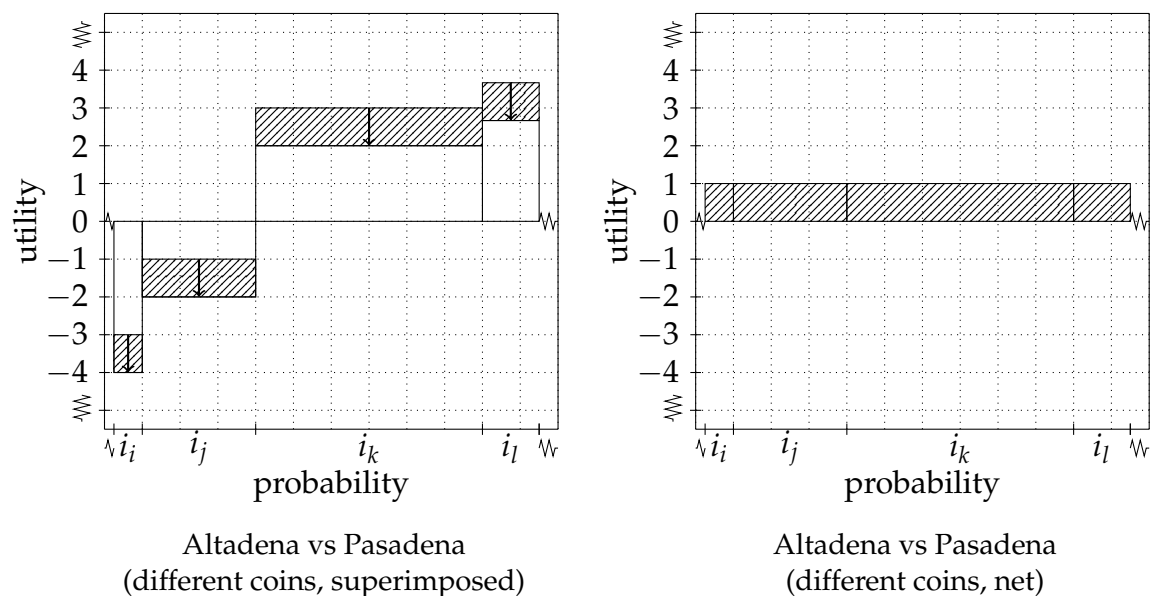 utility
4
3
2
1
0
−1
−2
−3
−4
i_i i_j i_k i_l
probability
Altadena vs Pasadena
(different coins, superimposed)
utility
4
3
2
1
0
−1
−2
−3
−4
i_i i_j i_k i_l
probability
Altadena vs Pasadena
(different coins, net)